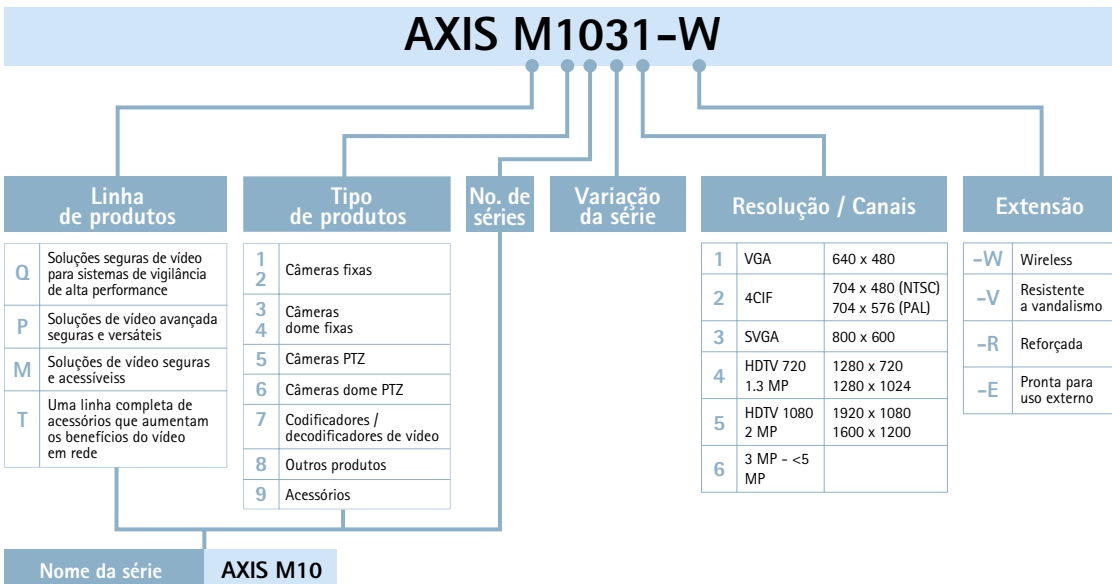 AXIS M1031-W
Linha
de produtos
Q
Soluções seguras de vídeo
para sistemas de vigilância
de alta performance
P
Soluções de vídeo avançada
seguras e versáteis
M
Soluções de vídeo seguras
e acessíveiss
T
Uma linha completa de
acessórios que aumentam
os benefícios do vídeo
em rede
Tipo
de produtos
1
2
Câmeras fixas
3
4
Câmeras
dome fixas
5 Câmeras PTZ
6 Câmeras dome PTZ
7
Codificadores /
decodificadores de vídeo
8 Outros produtos
9 Acessórios
No. de
séries
Variação
da série
Resolução / Canais
1 VGA 640 x 480
2 4CIF
704 x 480 (NTSC)
704 x 576 (PAL)
3 SVGA 800 x 600
4
HDTV 720 1280 x 720
1.3 MP 1280 x 1024
5
HDTV 1080 1920 x 1080
2 MP 1600 x 1200
6
3 MP - <5
MP
Extensão
-W Wireless
-V
Resistente
a vandalismo
-R Reforçada
-E
Pronta para
uso externo
Nome da série AXIS M10